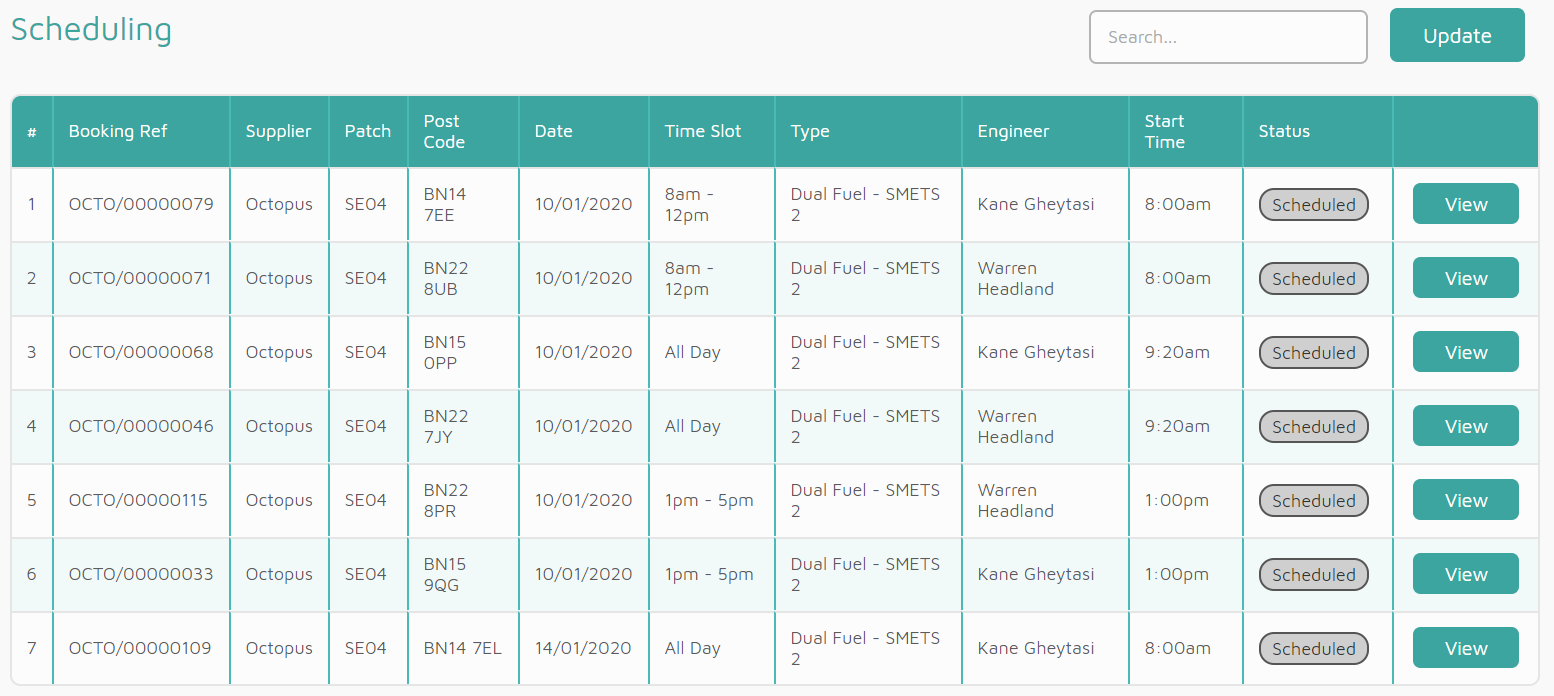 Scheduling
Search...
Update
# Booking Ref Supplier Patch Post Code Date Time Slot Type Engineer Start Time Status
1 OCTO/00000079 Octopus SE04 BN14 7EE 10/01/2020 8am - 12pm Dual Fuel - SMETS 2 Kane Gheytasi 8:00am Scheduled View
2 OCTO/00000071 Octopus SE04 BN22 8UB 10/01/2020 8am - 12pm Dual Fuel - SMETS 2 Warren Headland 8:00am Scheduled View
3 OCTO/00000068 Octopus SE04 BN15 0PP 10/01/2020 All Day Dual Fuel - SMETS 2 Kane Gheytasi 9:20am Scheduled View
4 OCTO/00000046 Octopus SE04 BN22 7JY 10/01/2020 All Day Dual Fuel - SMETS 2 Warren Headland 9:20am Scheduled View
5 OCTO/00000115 Octopus SE04 BN22 8PR 10/01/2020 1pm - 5pm Dual Fuel - SMETS 2 Warren Headland 1:00pm Scheduled View
6 OCTO/00000033 Octopus SE04 BN15 9QG 10/01/2020 1pm - 5pm Dual Fuel - SMETS 2 Kane Gheytasi 1:00pm Scheduled View
7 OCTO/00000109 Octopus SE04 BN14 7EL 14/01/2020 All Day Dual Fuel - SMETS 2 Kane Gheytasi 8:00am Scheduled View